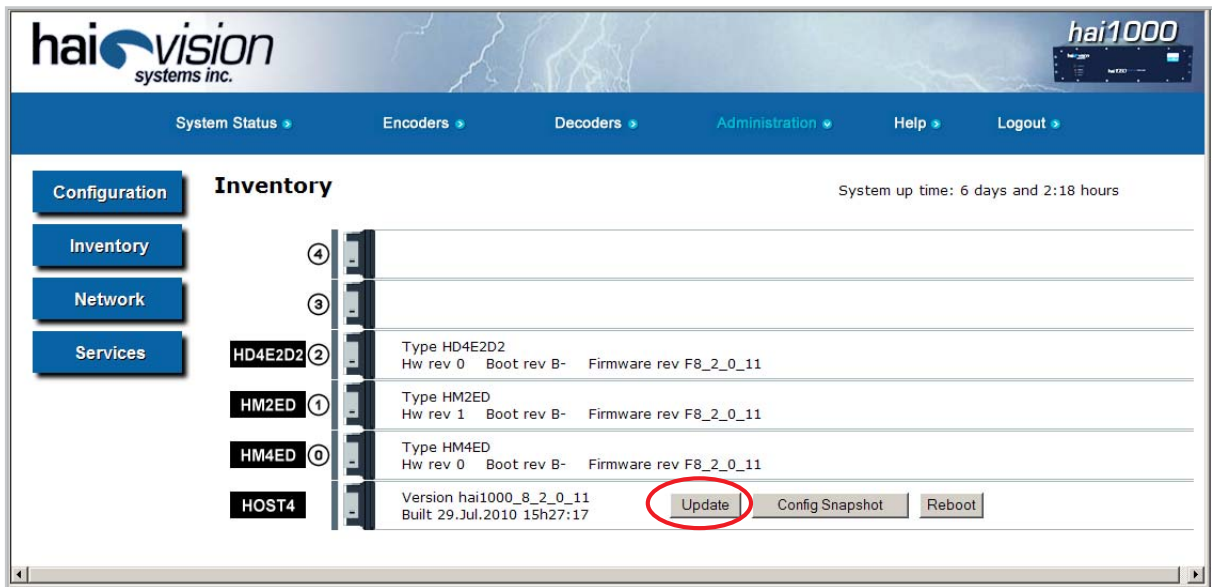 haivision
systems inc.
hai1000
System Status Encoders Decoders Administration Help Logout
Configuration
Inventory
Network
Services
Inventory
System up time: 6 days and 2:18 hours
4
3
HD4E2D2 2
Type HD4E2D2
Hw rev 0 Boot rev B- Firmware rev F8_2_0_11
HM2ED 1
Type HM2ED
Hw rev 1 Boot rev B- Firmware rev F8_2_0_11
HM4ED 0
Type HM4ED
Hw rev 0 Boot rev B- Firmware rev F8_2_0_11
HOST4
Version hai1000_8_2_0_11
Built 29.Jul.2010 15h27:17
Update Config Snapshot Reboot